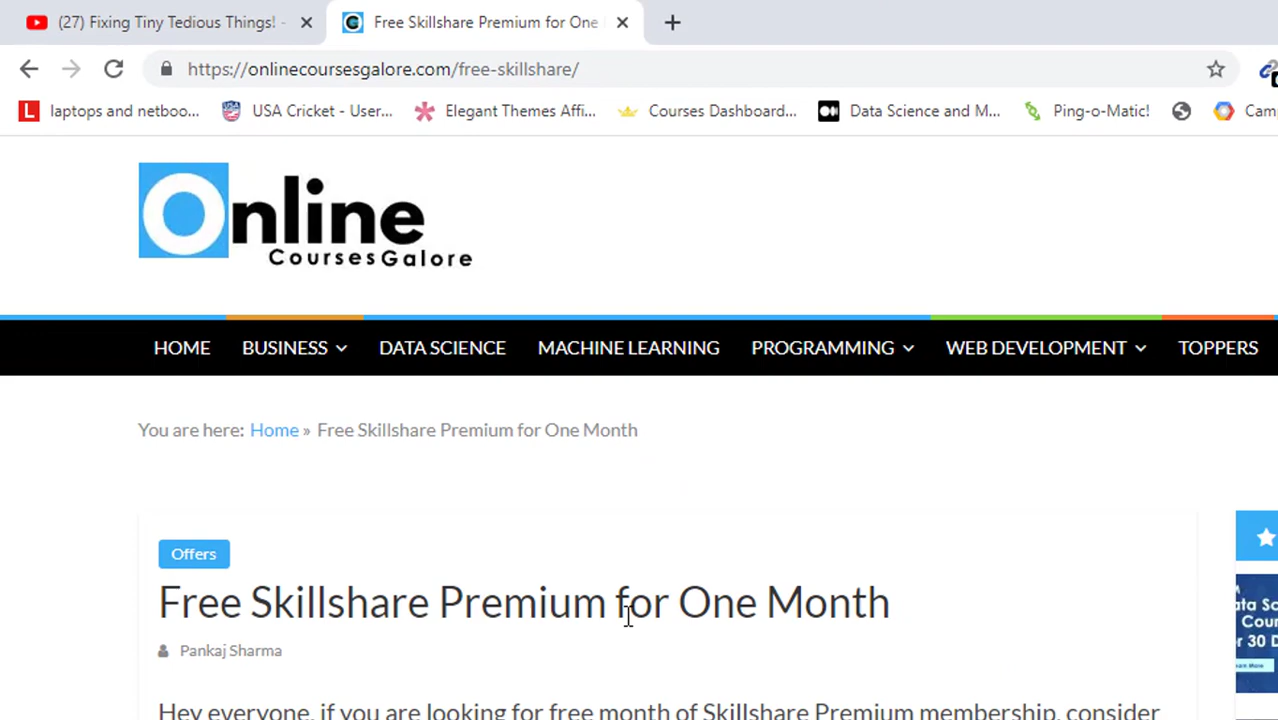 (27) Fixing Tiny Tedious Things! -
Free Skillshare Premium for One
https://onlinecoursesgalore.com/free-skillshare/
laptops and netboo... USA Cricket - User... Elegant Themes Affi... Courses Dashboard... Data Science and M... Ping-o-Matic! Cam
Online
CoursesGalore
HOME BUSINESS DATA SCIENCE MACHINE LEARNING PROGRAMMING WEB DEVELOPMENT TOPPERS
You are here: Home » Free Skillshare Premium for One Month
Offers
Free Skillshare Premium for One Month
Pankaj Sharma
Hey everyone, if you are looking for free month of Skillshare Premium membership, consider